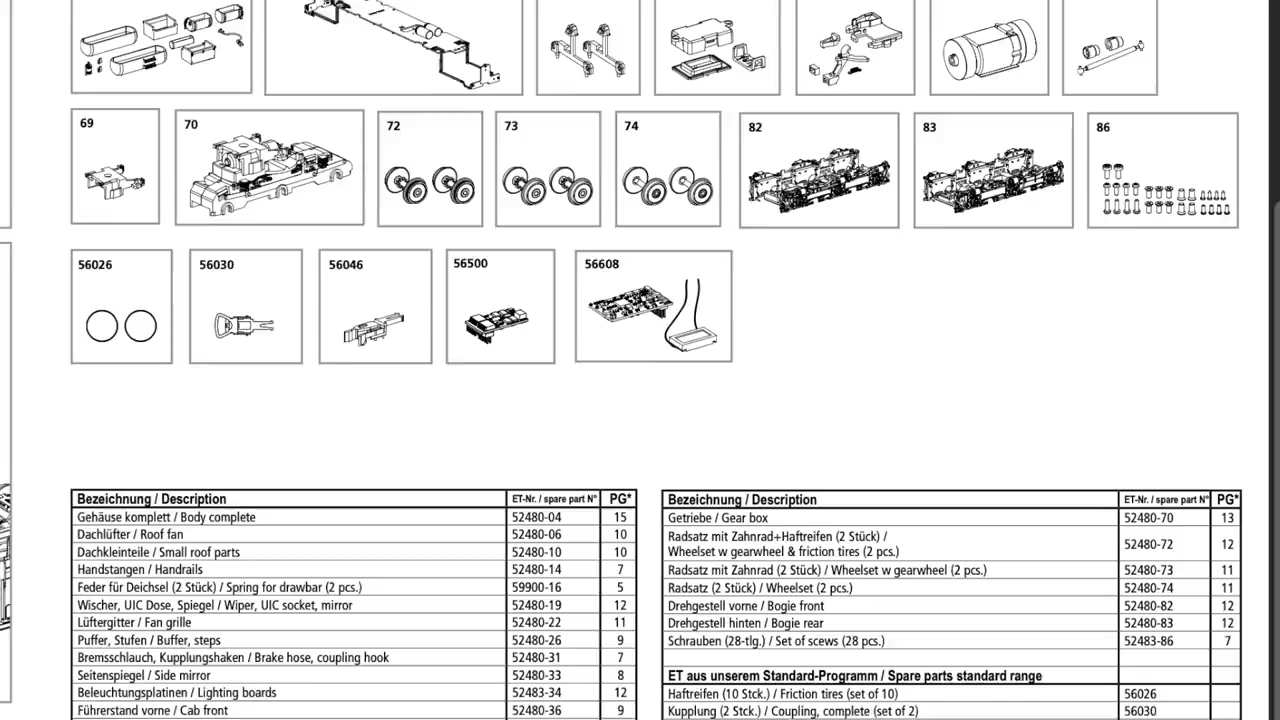 69
70
72
73
74
82
83
86
56026
56030
56046
56500
56608
Bezeichnung / Description ET-Nr. / spare part N° PG*
Gehäuse komplett / Body complete 52480-04 15
Dachlüfter / Roof fan 52480-06 10
Dachkleinteile / Small roof parts 52480-10 10
Handstangen / Handrails 52480-14 7
Feder für Deichsel (2 Stück) / Spring for drawbar (2 pcs.) 59900-16 5
Wischer, UIC Dose, Spiegel / Wiper, UIC socket, mirror 52480-19 12
Lüftergitter / Fan grille 52480-22 11
Puffer, Stufen / Buffer, steps 52480-26 9
Bremsschlauch, Kupplungshaken / Brake hose, coupling hook 52480-31 7
Seitenspiegel / Side mirror 52480-33 8
Beleuchtungsplatinen / Lighting boards 52483-34 12
Führerstand vorne / Cab front 52480-36 9
Bezeichnung / Description ET-Nr. / spare part N° PG*
Getriebe / Gear box 52480-70 13
Radsatz mit Zahnrad+Haftreifen (2 Stück) /
Wheelset w gearwheel & friction tires (2 pcs.) 52480-72 12
Radsatz mit Zahnrad (2 Stück) / Wheelset w gearwheel (2 pcs.) 52480-73 11
Radsatz (2 Stück) / Wheelset (2 pcs.) 52480-74 11
Drehgestell vorne / Bogie front 52480-82 12
Drehgestell hinten / Bogie rear 52480-83 12
Schrauben (28-tlg.) / Set of scews (28 pcs.) 52483-86 7
ET aus unserem Standard-Programm / Spare parts standard range
Haftreifen (10 Stck.) / Friction tires (set of 10) 56026
Kupplung (2 Stck.) / Coupling, complete (set of 2) 56030